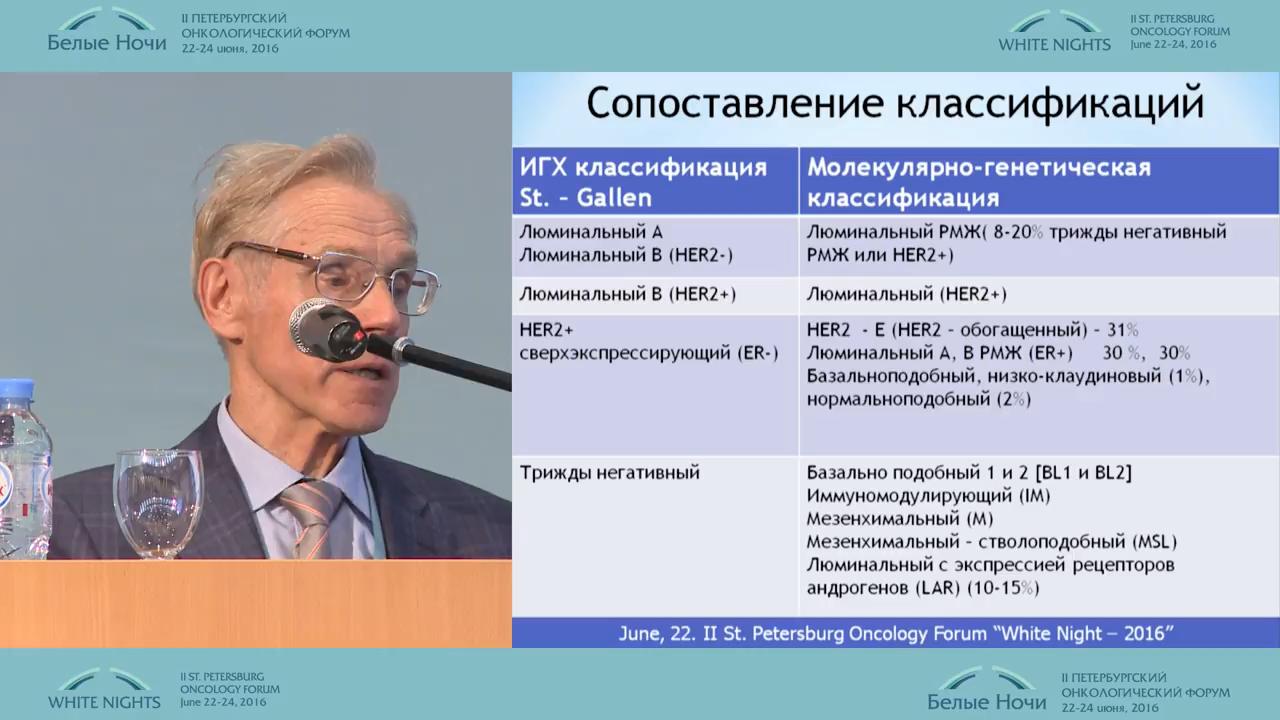 Белые Ночи
II ПЕТЕРБУРГСКИЙ
ОНКОЛОГИЧЕСКИЙ ФОРУМ
22-24 июня, 2016
WHITE NIGHTS
II ST. PETERSBURG
ONCOLOGY FORUM
June 22-24, 2016
Сопоставление классификаций
ИГХ классификация
St. - Gallen
Молекулярно-генетическая
классификация
Люминальный А
Люминальный В (HER2-)
Люминальный РМЖ( 8-20% трижды негативный
РМЖ или HER2+)
Люминальный В (HER2+)
Люминальный (HER2+)
HER2+
сверхэкспрессирующий (ER-)
HER2 - E (HER2 - обогащенный) - 31%
Люминальный А, В РМЖ (ER+) 30 %, 30%
Базальноподобный, низко-клаудиновый (1%),
нормальноподобный (2%)
Трижды негативный
Базально подобный 1 и 2 [BL1 и BL2]
Иммуномодулирующий (IM)
Мезенхимальный (M)
Мезенхимальный - стволоподобный (MSL)
Люминальный с экспрессией рецепторов
андрогенов (LAR) (10-15%)
June, 22. II St. Petersburg Oncology Forum “White Night – 2016”
WHITE NIGHTS
II ST. PETERSBURG
ONCOLOGY FORUM
June 22-24, 2016
Белые Ночи
II ПЕТЕРБУРГСКИЙ
ОНКОЛОГИЧЕСКИЙ ФОРУМ
22-24 июня, 2016